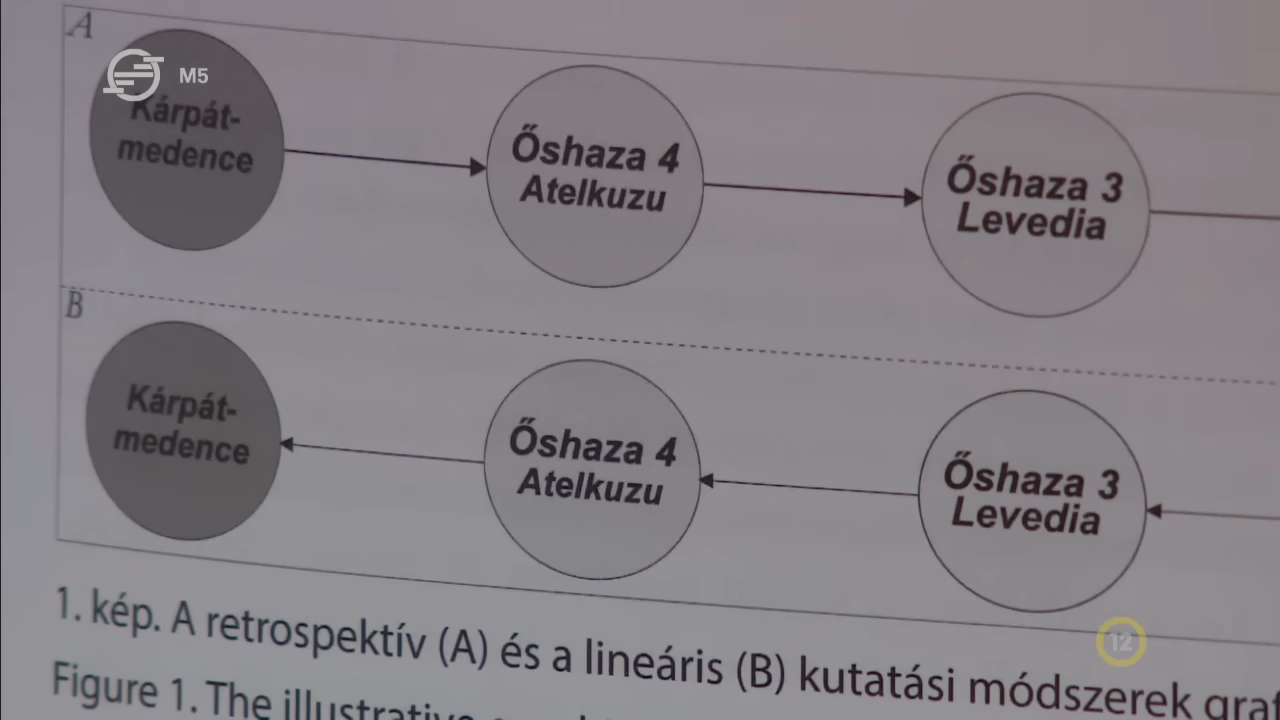 A
M5
Kárpát-
medence
Őshaza 4
Atelkuzu
Őshaza 3
Levedia
B
Kárpát-
medence
Őshaza 4
Atelkuzu
Őshaza 3
Levedia
12
1. kép. A retrospektív (A) és a lineáris (B) kutatási módszerek
Figure 1. The